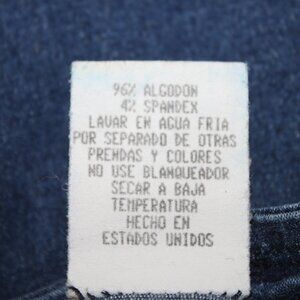 96% ALGODON
4% SPANDEX
LAVAR EN AGUA FRIA
POR SEPARADO DE OTRAS
PRENDAS Y COLORES
NO USE BLANQUEADOR
SECAR A BAJA
TEMPERATURA
HECHO EN
ESTADOS UNIDOS